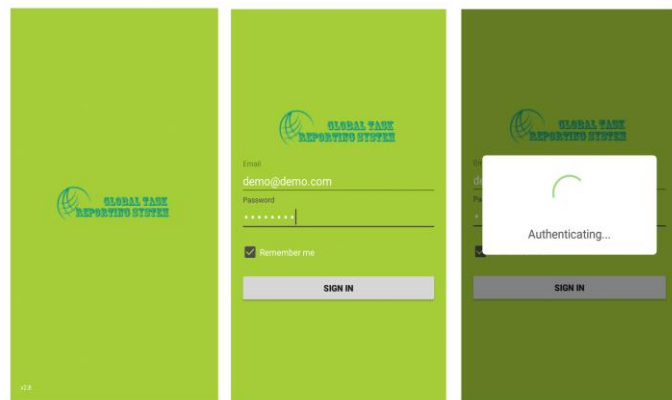 GLOBAL TASK
REPORTING SYSTEM
v2.8
GLOBAL TASK
REPORTING SYSTEM
Email
demo@demo.com
Password
Remember me
SIGN IN
GLOBAL TASK
REPORTING SYSTEM
Authenticating...
SIGN IN